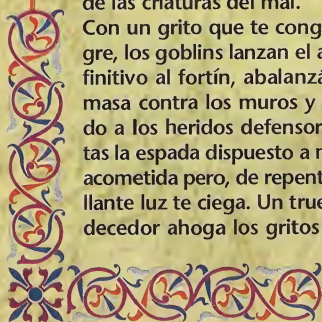 de las criaturas del mal.
Con un grito que te cong
gre, los goblins lanzan el a
finitivo al fortín, abalanzá
masa contra los muros y
do a los heridos defensor
tas la espada dispuesto a r
acometida pero, de repent
llante luz te ciega. Un true
decedor ahoga los gritos